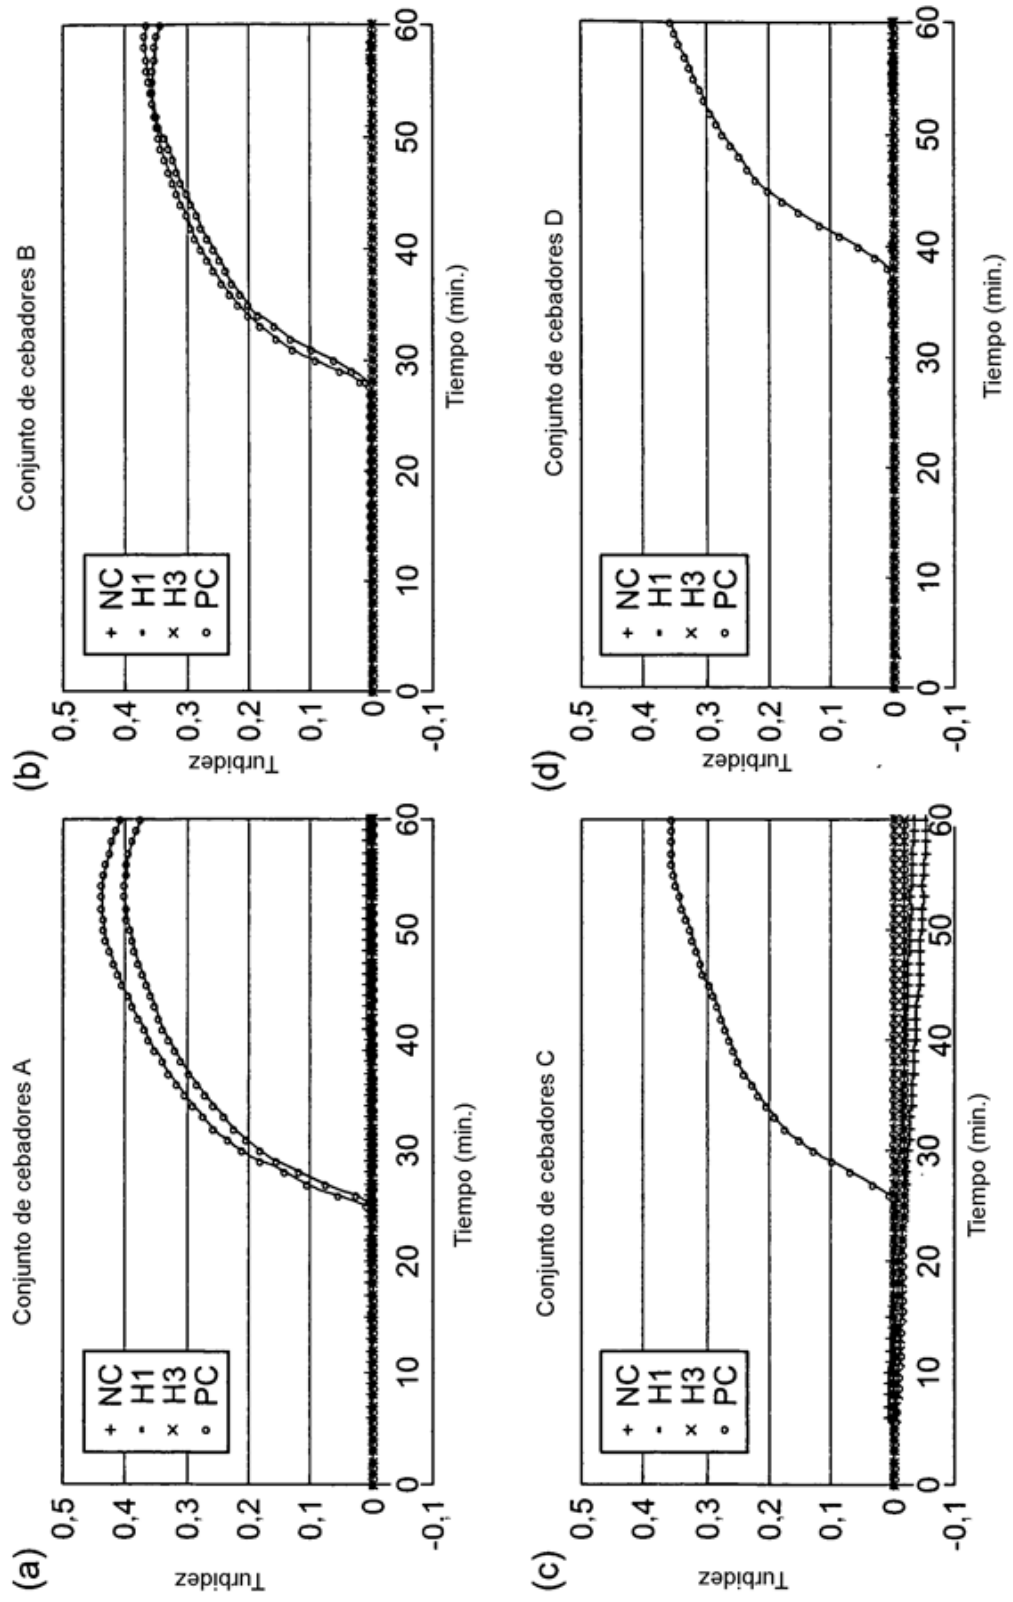 (a)
Conjunto de cebadores A
Turbidez
0,5
0,4
0,3
0,2
0,1
0
-0,1
+ NC
- H1
× H3
○ PC
0 10 20 30 40 50 60
Tiempo (min.)
(b)
Conjunto de cebadores B
Turbidez
0,5
0,4
0,3
0,2
0,1
0
-0,1
+ NC
- H1
× H3
○ PC
0 10 20 30 40 50 60
Tiempo (min.)
(c)
Conjunto de cebadores C
Turbidez
0,5
0,4
0,3
0,2
0,1
0
-0,1
+ NC
- H1
× H3
○ PC
0 10 20 30 40 50 60
Tiempo (min.)
(d)
Conjunto de cebadores D
Turbidez
0,5
0,4
0,3
0,2
0,1
0
-0,1
+ NC
- H1
× H3
○ PC
0 10 20 30 40 50 60
Tiempo (min.)